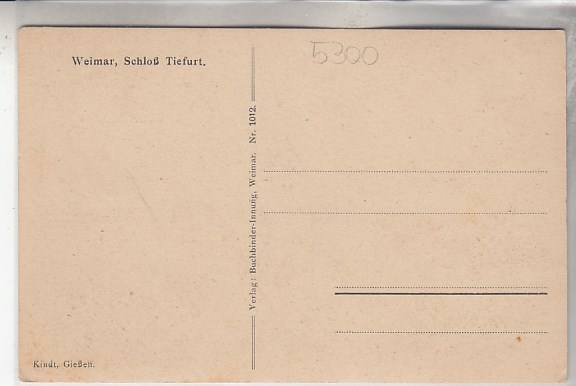 Weimar, Schloß Tiefurt.
5300
Verlag: Buchbinder-Innung, Weimar. Nr. 1012.
Kindt, Gießen.